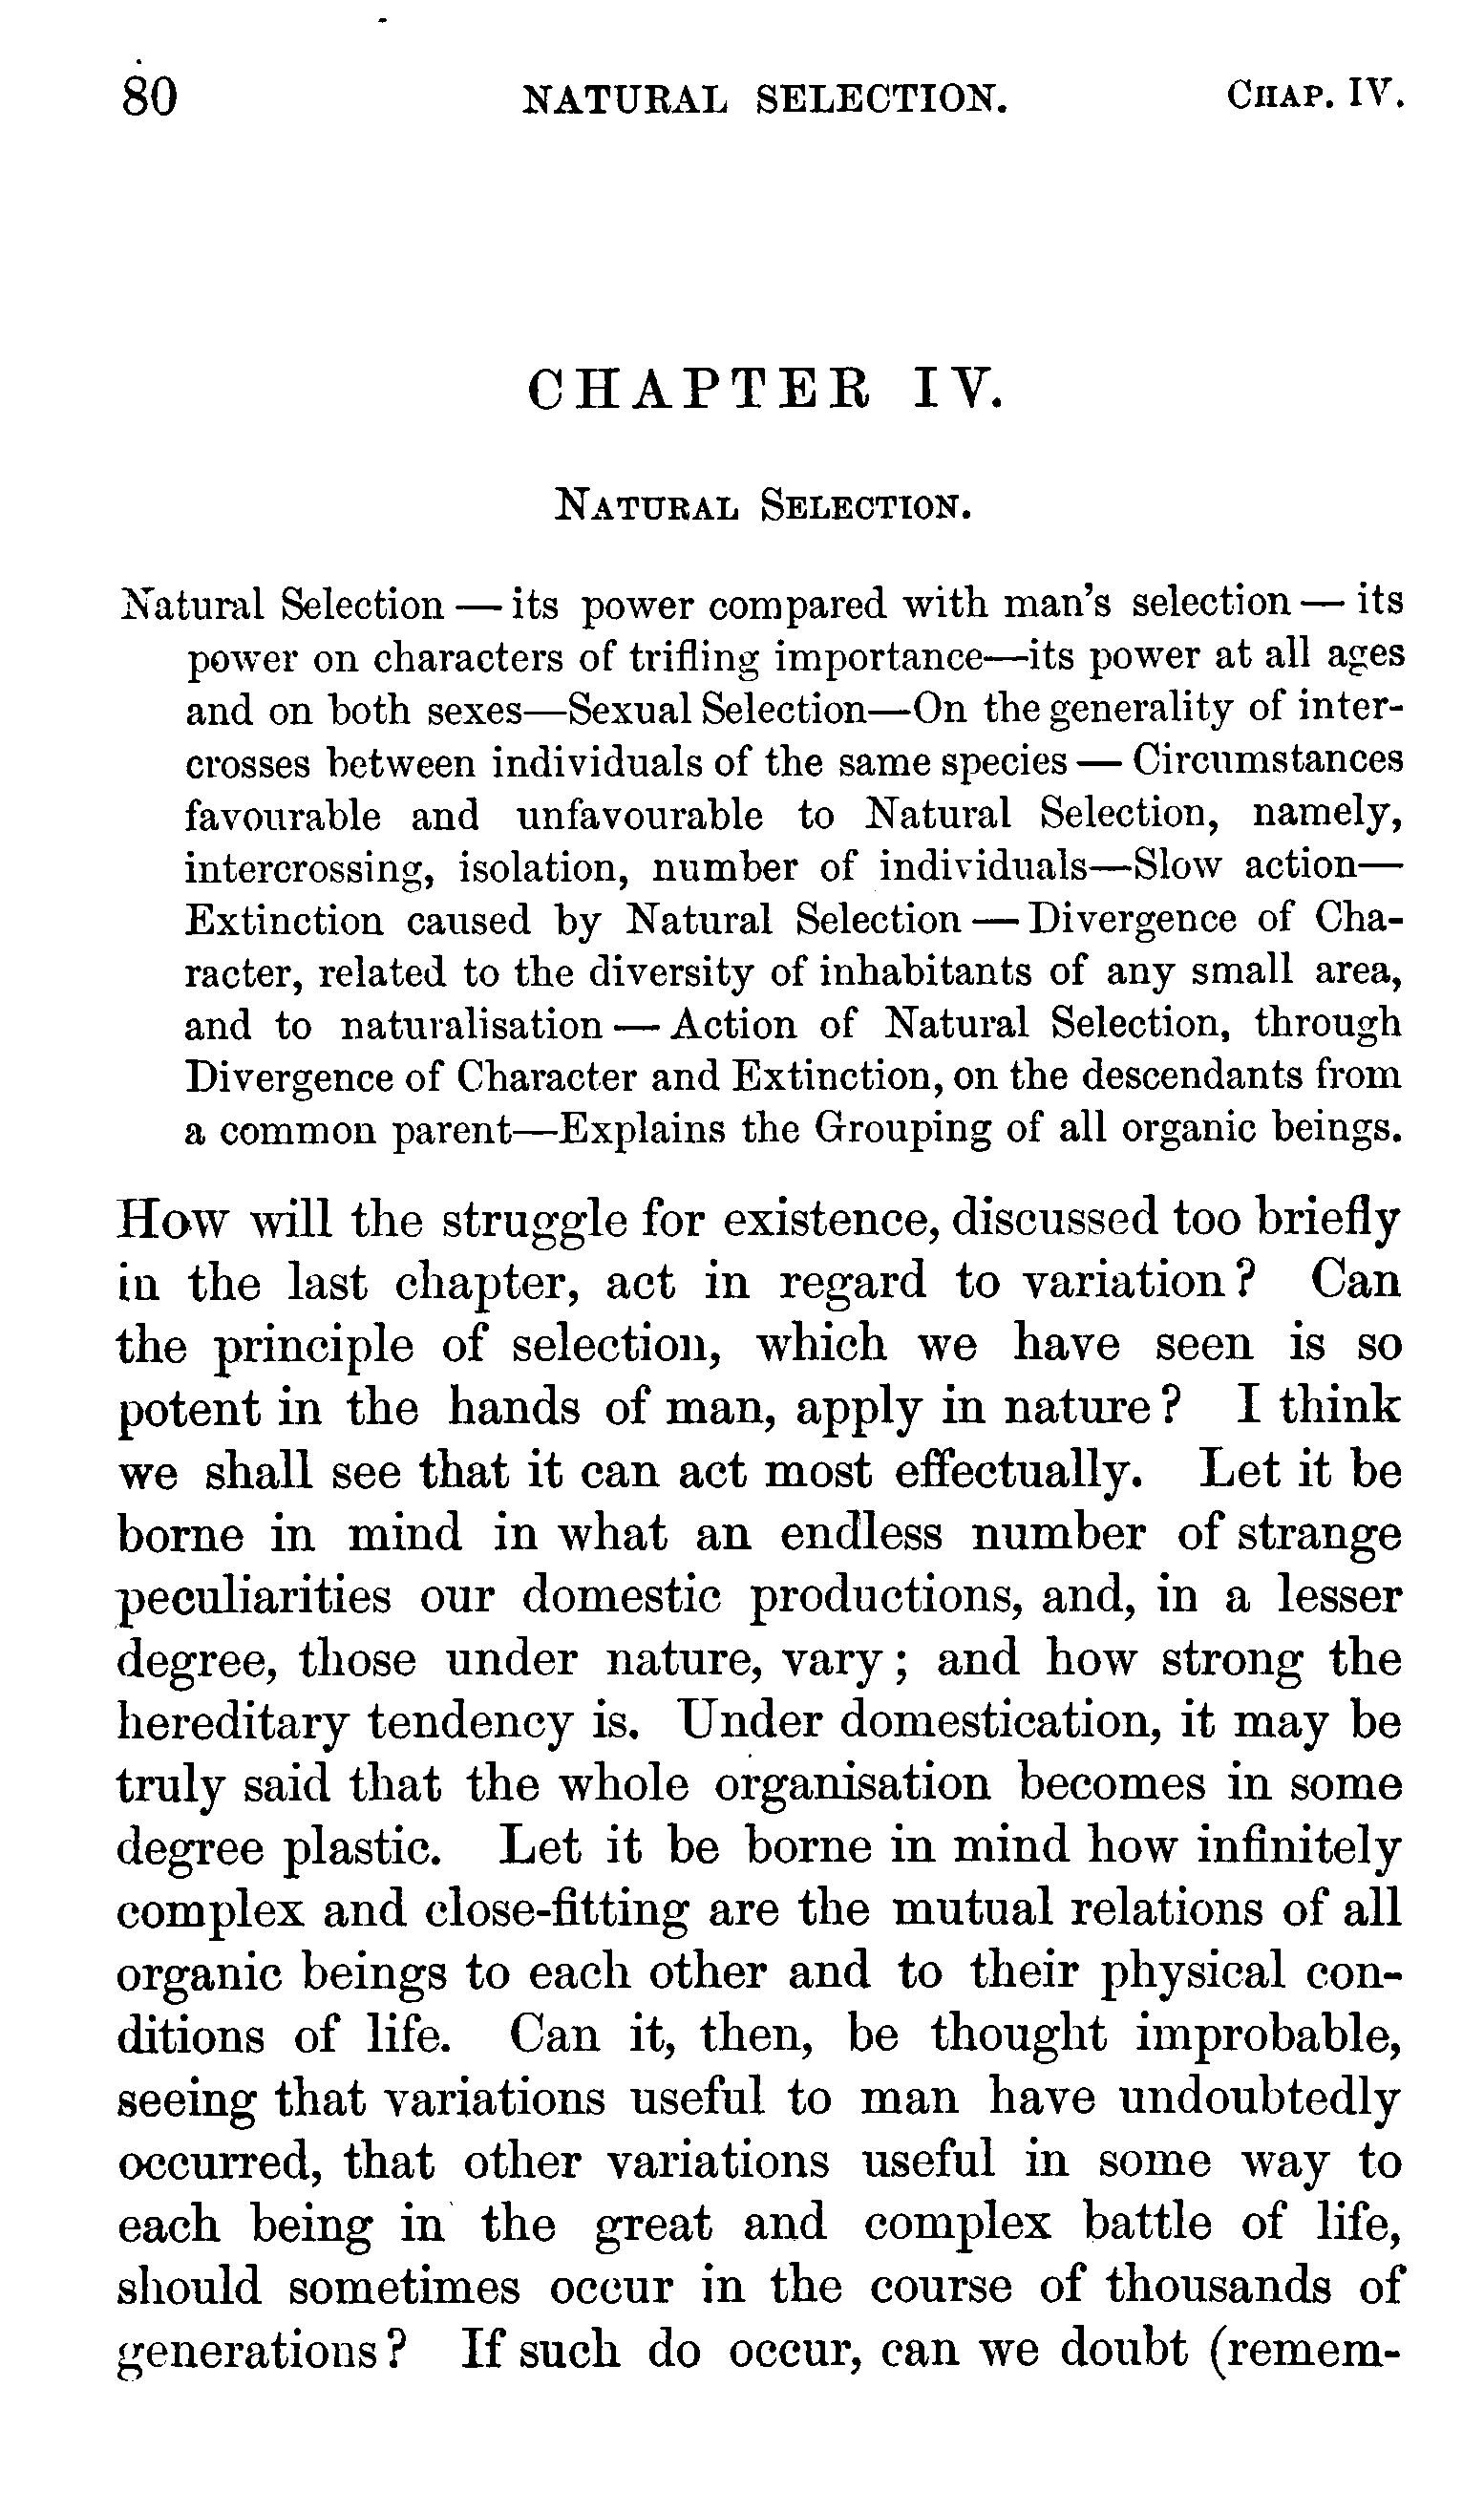 80 NATURAL SELECTION. CHAP. IV.
CHAPTER IV.
NATURAL SELECTION.
Natural Selection — its power compared with man's selection — its
power on characters of trifling importance—its power at all ages
and on both sexes—Sexual Selection—On the generality of inter-
crosses between individuals of the same species — Circumstances
favourable and unfavourable to Natural Selection, namely,
intercrossing, isolation, number of individuals—Slow action—
Extinction caused by Natural Selection — Divergence of Cha-
racter, related to the diversity of inhabitants of any small area,
and to naturalisation — Action of Natural Selection, through
Divergence of Character and Extinction, on the descendants from
a common parent—Explains the Grouping of all organic beings.
How will the struggle for existence, discussed too briefly
in the last chapter, act in regard to variation? Can
the principle of selection, which we have seen is so
potent in the hands of man, apply in nature? I think
we shall see that it can act most effectually. Let it be
borne in mind in what an endless number of strange
peculiarities our domestic productions, and, in a lesser
degree, those under nature, vary; and how strong the
hereditary tendency is. Under domestication, it may be
truly said that the whole organisation becomes in some
degree plastic. Let it be borne in mind how infinitely
complex and close-fitting are the mutual relations of all
organic beings to each other and to their physical con-
ditions of life. Can it, then, be thought improbable,
seeing that variations useful to man have undoubtedly
occurred, that other variations useful in some way to
each being in the great and complex battle of life,
should sometimes occur in the course of thousands of
generations? If such do occur, can we doubt (remem-